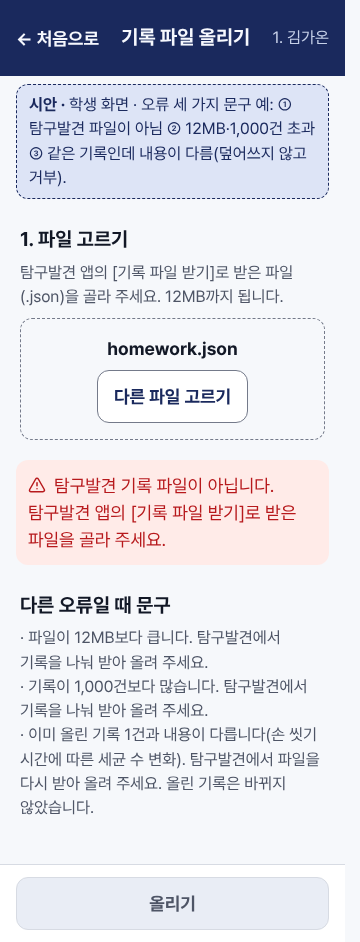 ← 처음으로 기록 파일 올리기 1. 김가온
시안 · 학생 화면 · 오류 세 가지 문구 예: ①
탐구발견 파일이 아님 ② 12MB·1,000건 초과
③ 같은 기록인데 내용이 다름(덮어쓰지 않고
거부).
1. 파일 고르기
탐구발견 앱의 [기록 파일 받기]로 받은 파일
(.json)을 골라 주세요. 12MB까지 됩니다.
homework.json
다른 파일 고르기
탐구발견 기록 파일이 아닙니다.
탐구발견 앱의 [기록 파일 받기]로 받은
파일을 골라 주세요.
다른 오류일 때 문구
· 파일이 12MB보다 큽니다. 탐구발견에서
기록을 나눠 받아 올려 주세요.
· 기록이 1,000건보다 많습니다. 탐구발견에서
기록을 나눠 받아 올려 주세요.
· 이미 올린 기록 1건과 내용이 다릅니다(손 씻기
시간에 따른 세균 수 변화). 탐구발견에서 파일을
다시 받아 올려 주세요. 올린 기록은 바뀌지
않았습니다.
올리기